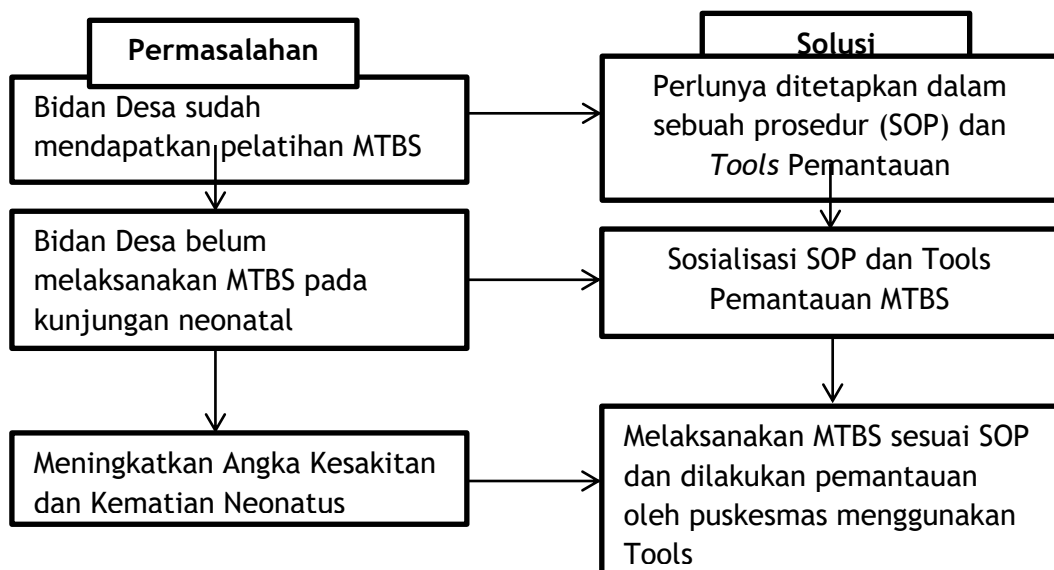 Permasalahan
Bidan Desa sudah
mendapatkan pelatihan MTBS
Bidan Desa belum
melaksanakan MTBS pada
kunjungan neonatal
Meningkatkan Angka Kesakitan
dan Kematian Neonatus
Solusi
Perlunya ditetapkan dalam
sebuah prosedur (SOP) dan
Tools Pemantauan
Sosialisasi SOP dan Tools
Pemantauan MTBS
Melaksanakan MTBS sesuai SOP
dan dilakukan pemantauan
oleh puskesmas menggunakan
Tools